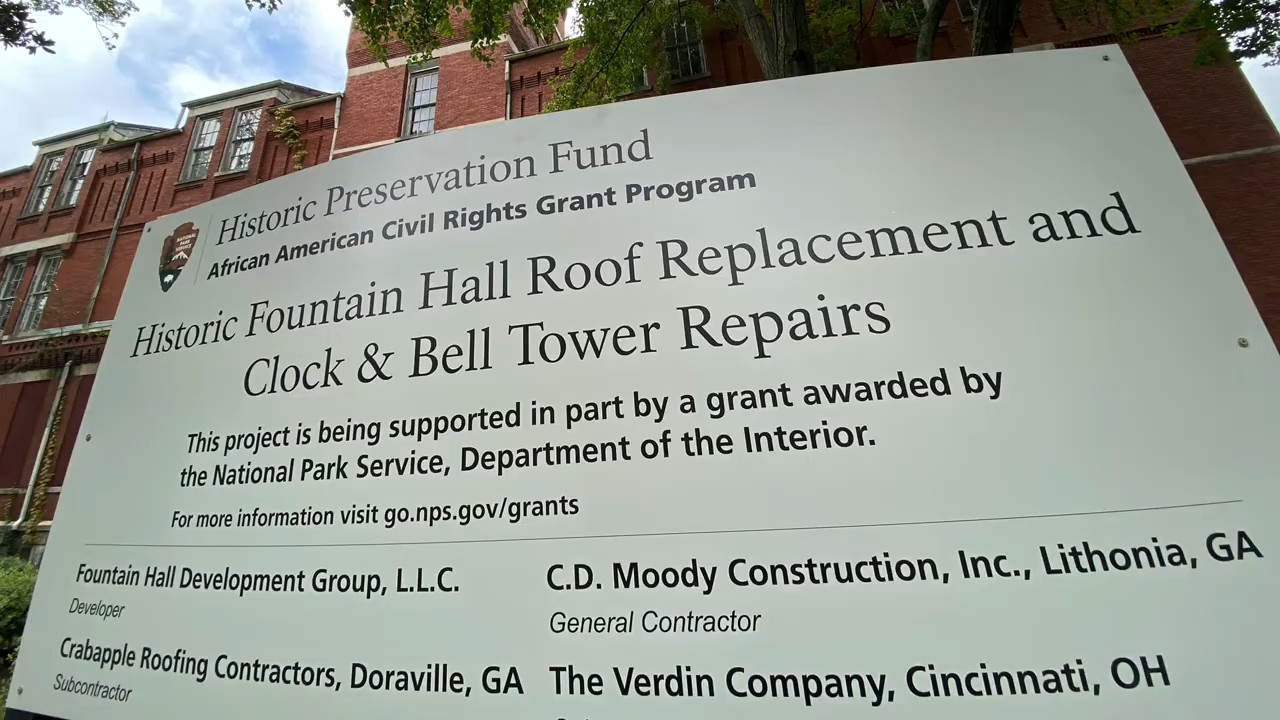 NATIONAL
PARK
SERVICE
Historic Preservation Fund
African American Civil Rights Grant Program
Historic Fountain Hall Roof Replacement and
Clock & Bell Tower Repairs
This project is being supported in part by a grant awarded by
the National Park Service, Department of the Interior.
For more information visit go.nps.gov/grants
Fountain Hall Development Group, L.L.C.
Developer
C.D. Moody Construction, Inc., Lithonia, GA
General Contractor
Crabapple Roofing Contractors, Doraville, GA
Subcontractor
The Verdin Company, Cincinnati, OH